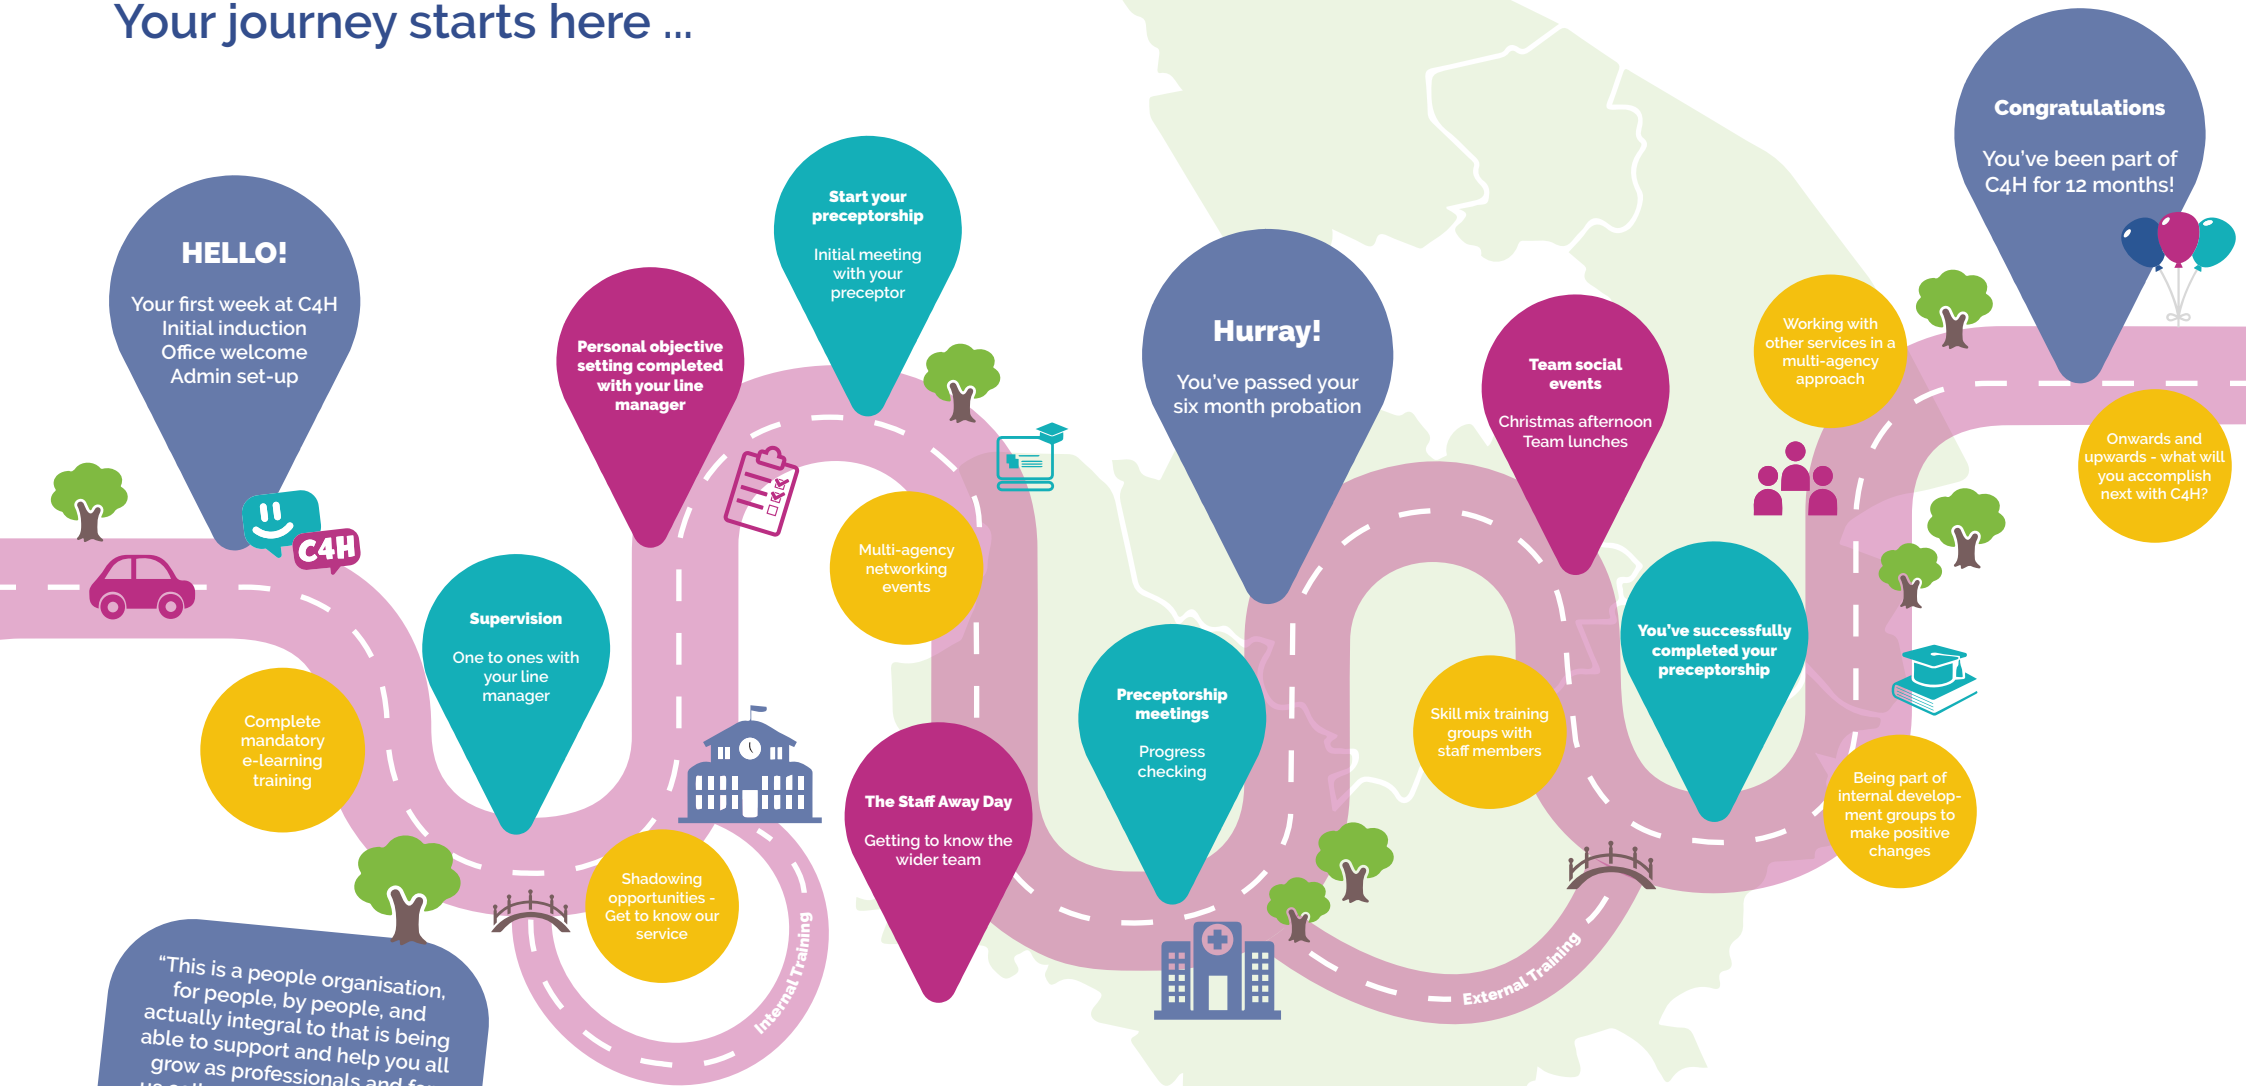 Your journey starts here ...
HELLO!
Your first week at C4H
Initial induction
Office welcome
Admin set-up
C4H
Complete
mandatory
e-learning
training
Supervision
One to ones with
your line
manager
Shadowing
opportunities -
Get to know our
service
Internal Training
Personal objective
setting completed
with your line
manager
Start your
preceptorship
Initial meeting
with your
preceptor
Multi-agency
networking
events
The Staff Away Day
Getting to know the
wider team
Preceptorship
meetings
Progress
checking
Hurray!
You've passed your
six month probation
External Training
Skill mix training
groups with
staff members
Team social
events
Christmas afternoon
Team lunches
You've successfully
completed your
preceptorship
Being part of
internal develop-
ment groups to
make positive
changes
Working with
other services in a
multi-agency
approach
Congratulations
You've been part of
C4H for 12 months!
Onwards and
upwards - what will
you accomplish
next with C4H?
“This is a people organisation,
for people, by people, and
actually integral to that is being
able to support and help you all
grow as professionals and